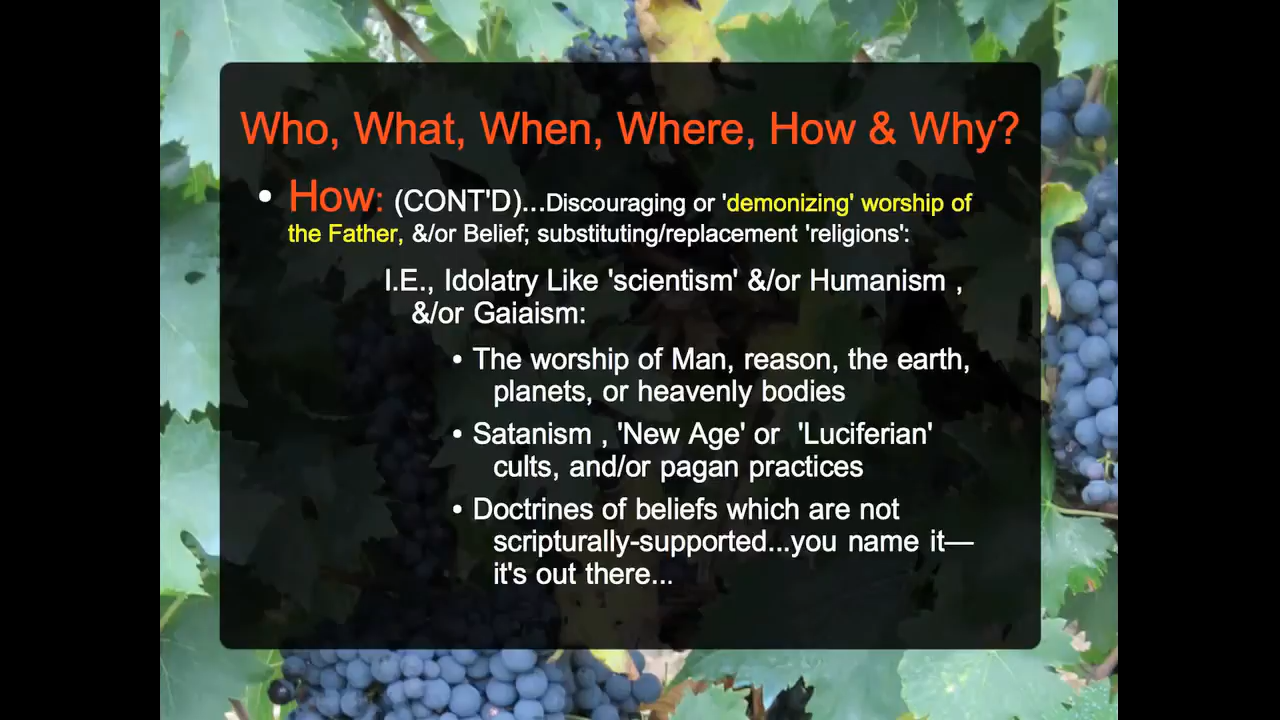 Who, What, When, Where, How & Why?
• How: (CONT'D)...Discouraging or 'demonizing' worship of
the Father, &/or Belief; substituting/replacement 'religions':
I.E., Idolatry Like 'scientism' &/or Humanism ,
&/or Gaiaism:
• The worship of Man, reason, the earth,
planets, or heavenly bodies
• Satanism , 'New Age' or 'Luciferian'
cults, and/or pagan practices
• Doctrines of beliefs which are not
scripturally-supported...you name it—
it's out there...